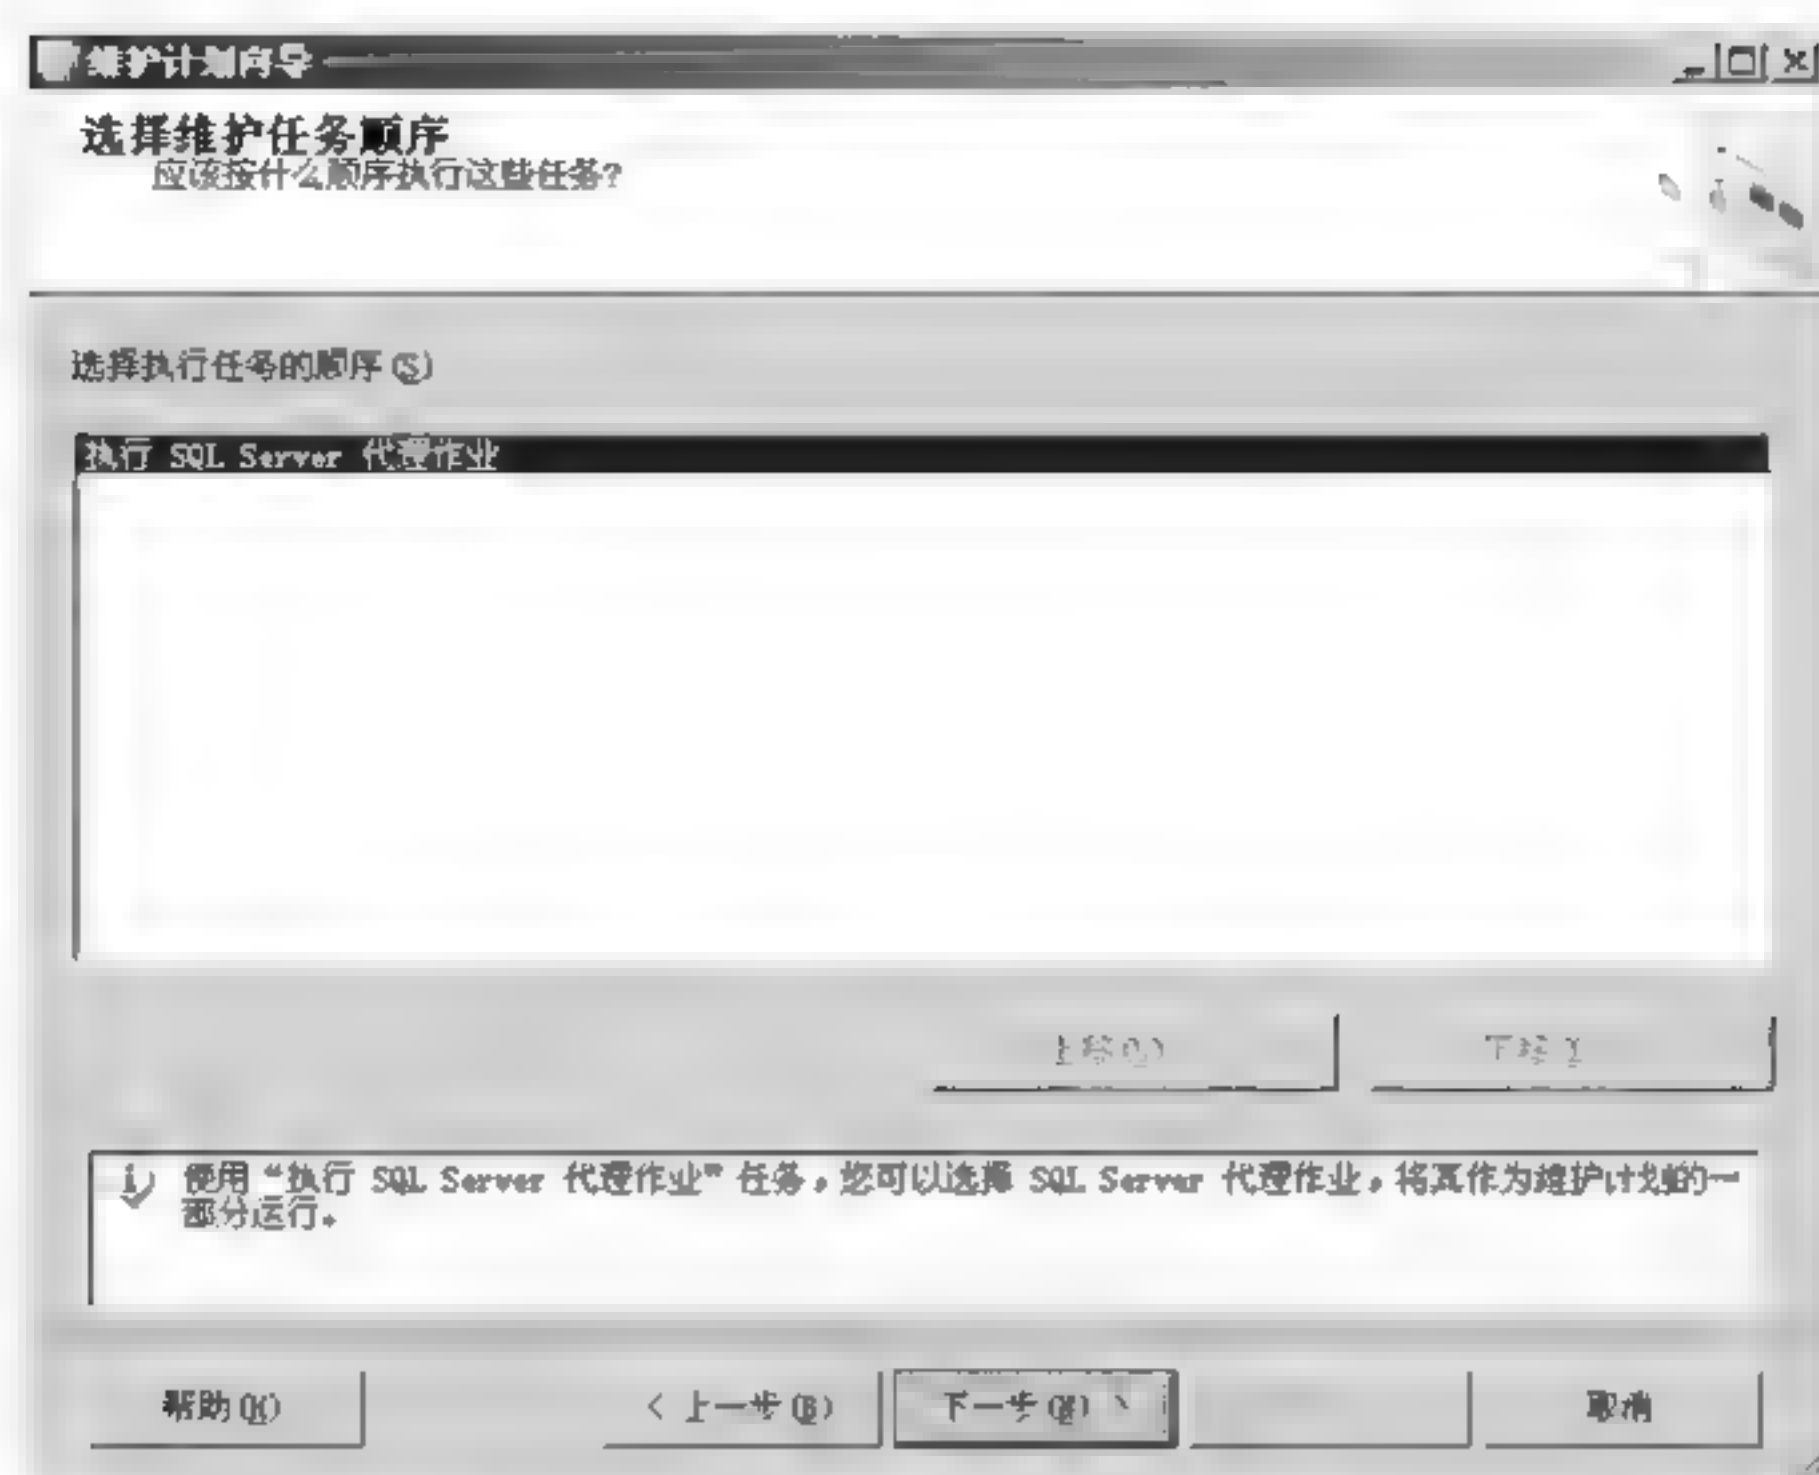 维护计划向导
选择维护任务顺序
应该按什么顺序执行这些任务?
选择执行任务的顺序(S)
执行 SQL Server 代理作业
上移 下移
使用“执行 SQL Server 代理作业”任务，您可以选择 SQL Server 代理作业，将其作为维护计划的一
部分运行。
帮助(H) < 上一步(B) 下一步(N) 取消